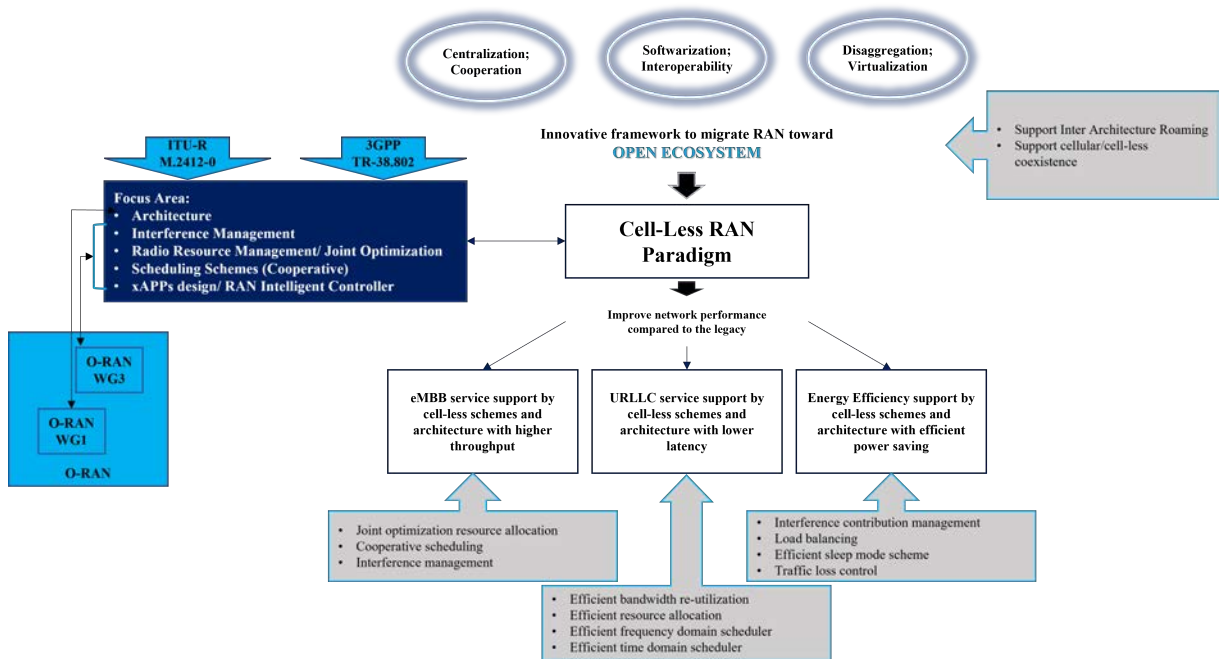 Centralization;
Cooperation
Softwarization;
Interoperability
Disaggregation;
Virtualization
• Support Inter Architecture Roaming
• Support cellular/cell-less
coexistence
Innovative framework to migrate RAN toward
OPEN ECOSYSTEM
ITU-R
M.2412-0
3GPP
TR-38.802
Focus Area:
• Architecture
• Interference Management
• Radio Resource Management/ Joint Optimization
• Scheduling Schemes (Cooperative)
• xAPPs design/ RAN Intelligent Controller
Cell-Less RAN
Paradigm
Improve network performance
compared to the legacy
O-RAN
WG3
O-RAN
WG1
O-RAN
eMBB service support by
cell-less schemes and
architecture with higher
throughput
URLLC service support by
cell-less schemes and
architecture with lower
latency
Energy Efficiency support by
cell-less schemes and
architecture with efficient
power saving
• Joint optimization resource allocation
• Cooperative scheduling
• Interference management
• Interference contribution management
• Load balancing
• Efficient sleep mode scheme
• Traffic loss control
• Efficient bandwidth re-utilization
• Efficient resource allocation
• Efficient frequency domain scheduler
• Efficient time domain scheduler